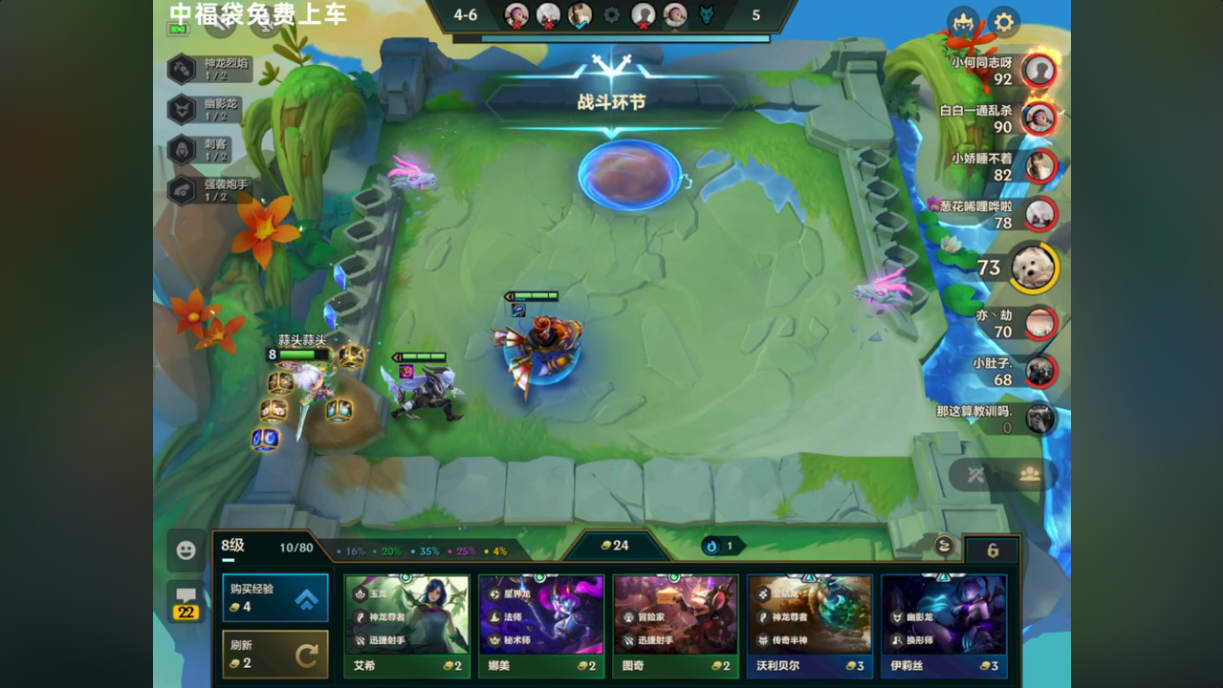 中福袋免费上车
4-6
5
战斗环节
神龙烈焰
1/2
幽影龙
1/2
刺客
1/2
强袭炮手
1/2
小何同志呀
92
白白一通乱杀
90
小娇睡不着
82
葱花唏哩哗啦
78
73
亦丶劫
70
小肚子.
68
那这算教训吗.
0
蒜头蒜头
8
8级
10/80
16% 20% 35% 25% 4%
24
1
6
购买经验
4
刷新
2
22
玉龙
神龙尊者
迅捷射手
艾希
2
星界龙
法师
秘术师
娜美
2
冒险家
迅捷射手
图奇
2
神龙尊者
传奇半神
沃利贝尔
3
幽影龙
换形师
伊莉丝
3